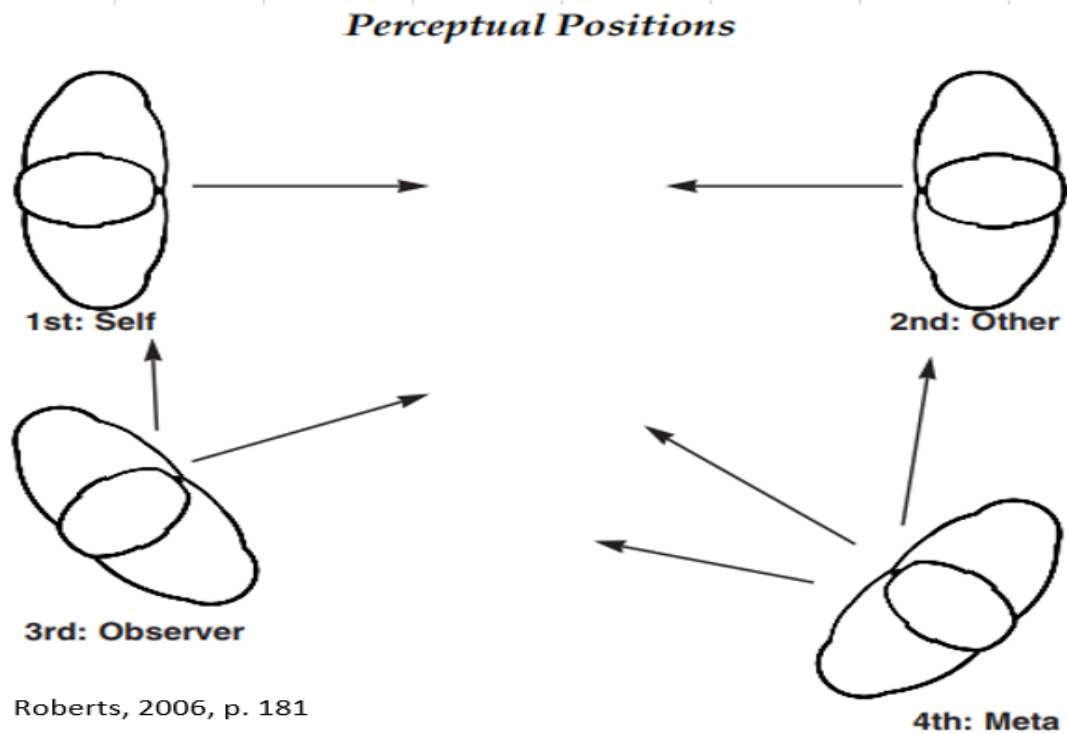 Perceptual Positions
1st: Self
2nd: Other
3rd: Observer
4th: Meta
Roberts, 2006, p. 181